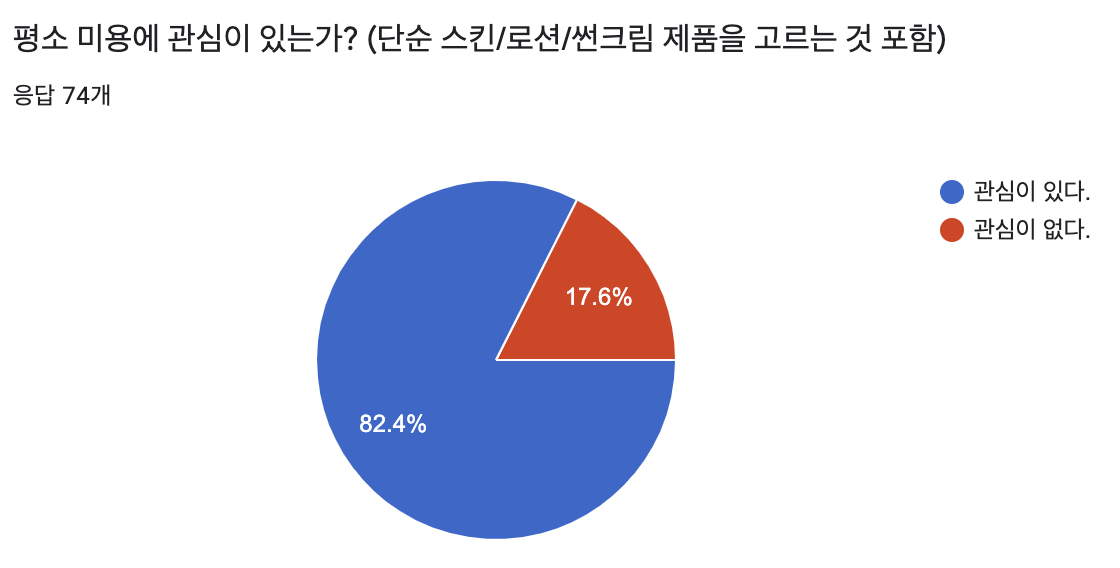 평소 미용에 관심이 있는가? (단순 스킨/로션/썬크림 제품을 고르는 것 포함)
응답 74개
관심이 있다.
관심이 없다.
17.6%
82.4%